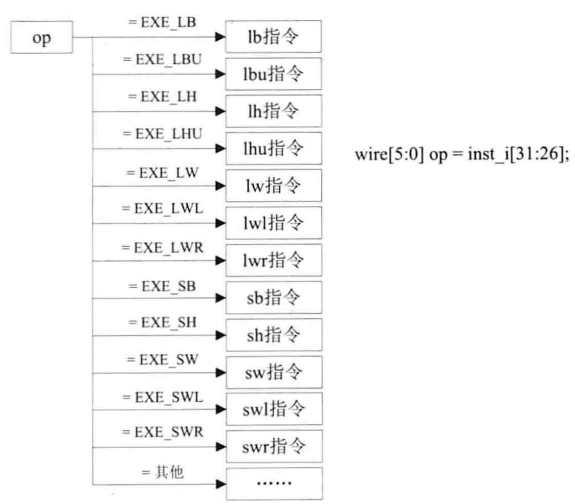 = EXE_LB
op
lb指令
= EXE_LBU
lbu指令
= EXE_LH
lh指令
= EXE_LHU
lhu指令
wire[5:0] op = inst_i[31:26];
= EXE_LW
lw指令
= EXE_LWL
lwl指令
= EXE_LWR
lwr指令
= EXE_SB
sb指令
= EXE_SH
sh指令
= EXE_SW
sw指令
= EXE_SWL
swl指令
= EXE_SWR
swr指令
= 其他
……